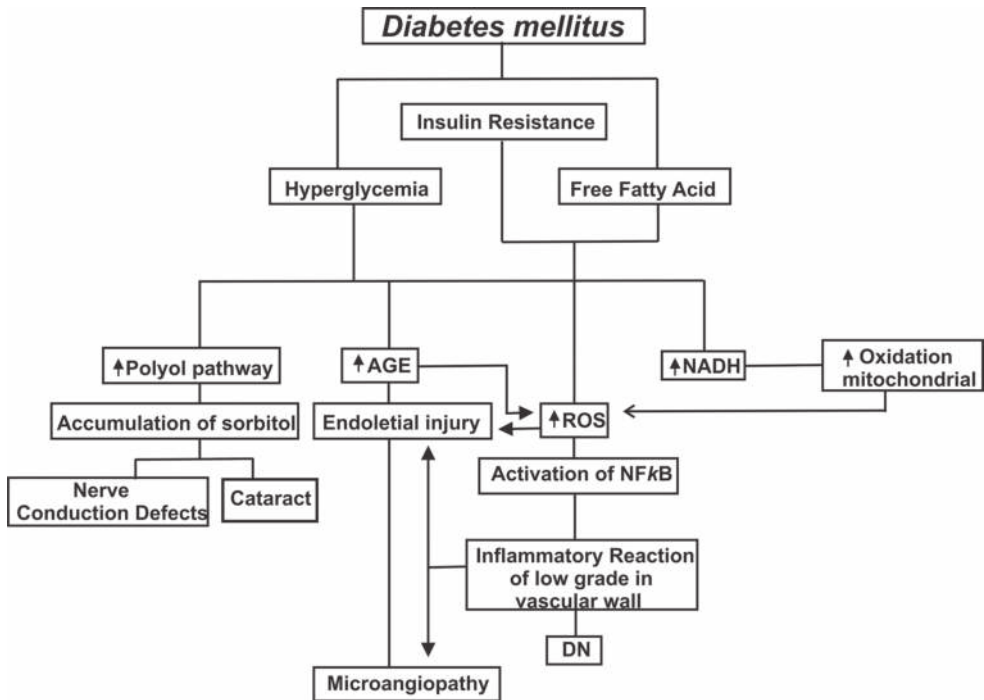 Diabetes mellitus
Insulin Resistance
Hyperglycemia
Free Fatty Acid
↑Polyol pathway
↑AGE
↑NADH
↑ Oxidation
mitochondrial
Accumulation of sorbitol
Endoletial injury
↑ROS
Nerve
Conduction Defects
Cataract
Activation of NFkB
Inflammatory Reaction
of low grade in
vascular wall
DN
Microangiopathy